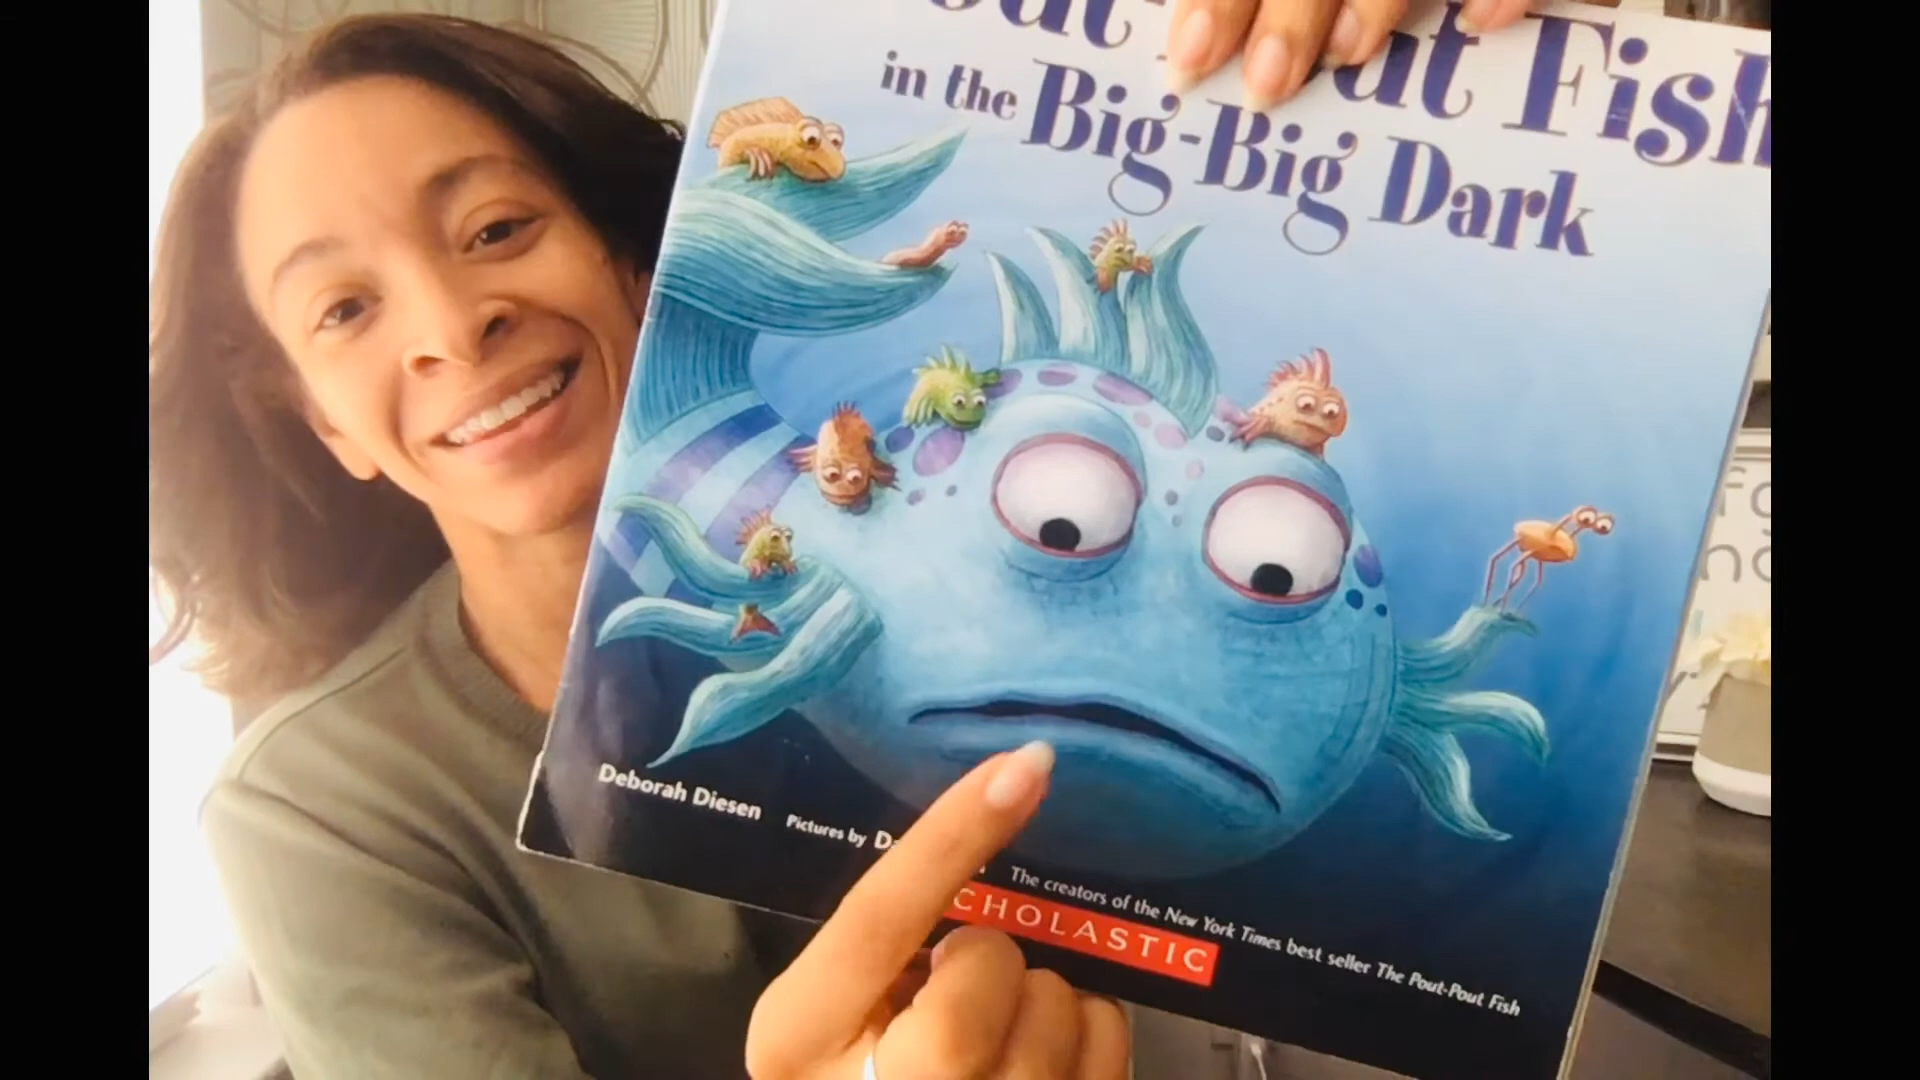 Fish
in the Big-Big Dark
Deborah Diesen Pictures by
The creators of the New York Times best seller The Pout-Pout Fish
CHOLASTIC